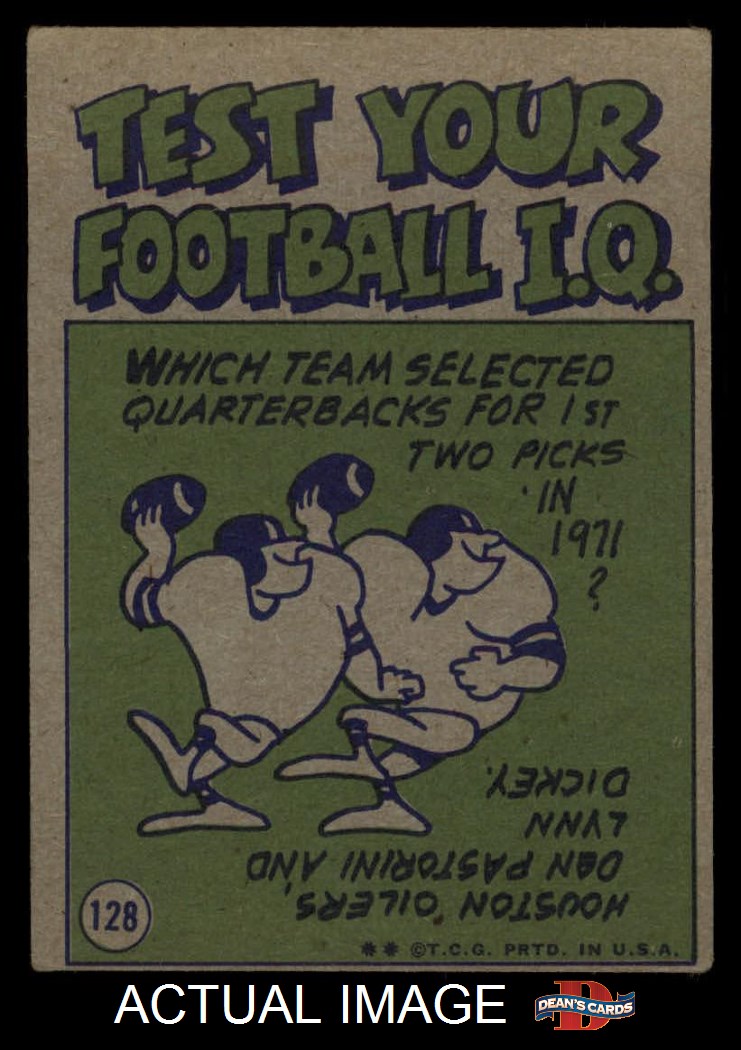 TEST YOUR
FOOTBALL I.Q.
WHICH TEAM SELECTED
QUARTERBACKS FOR 1ST
TWO PICKS
IN
1971
?
HOUSTON OILERS,
DAN PASTORINI AND
LYNN
DICKEY.
128
** ©T.C.G. PRTD. IN U.S.A.
ACTUAL IMAGE
D
DEAN'S CARDS